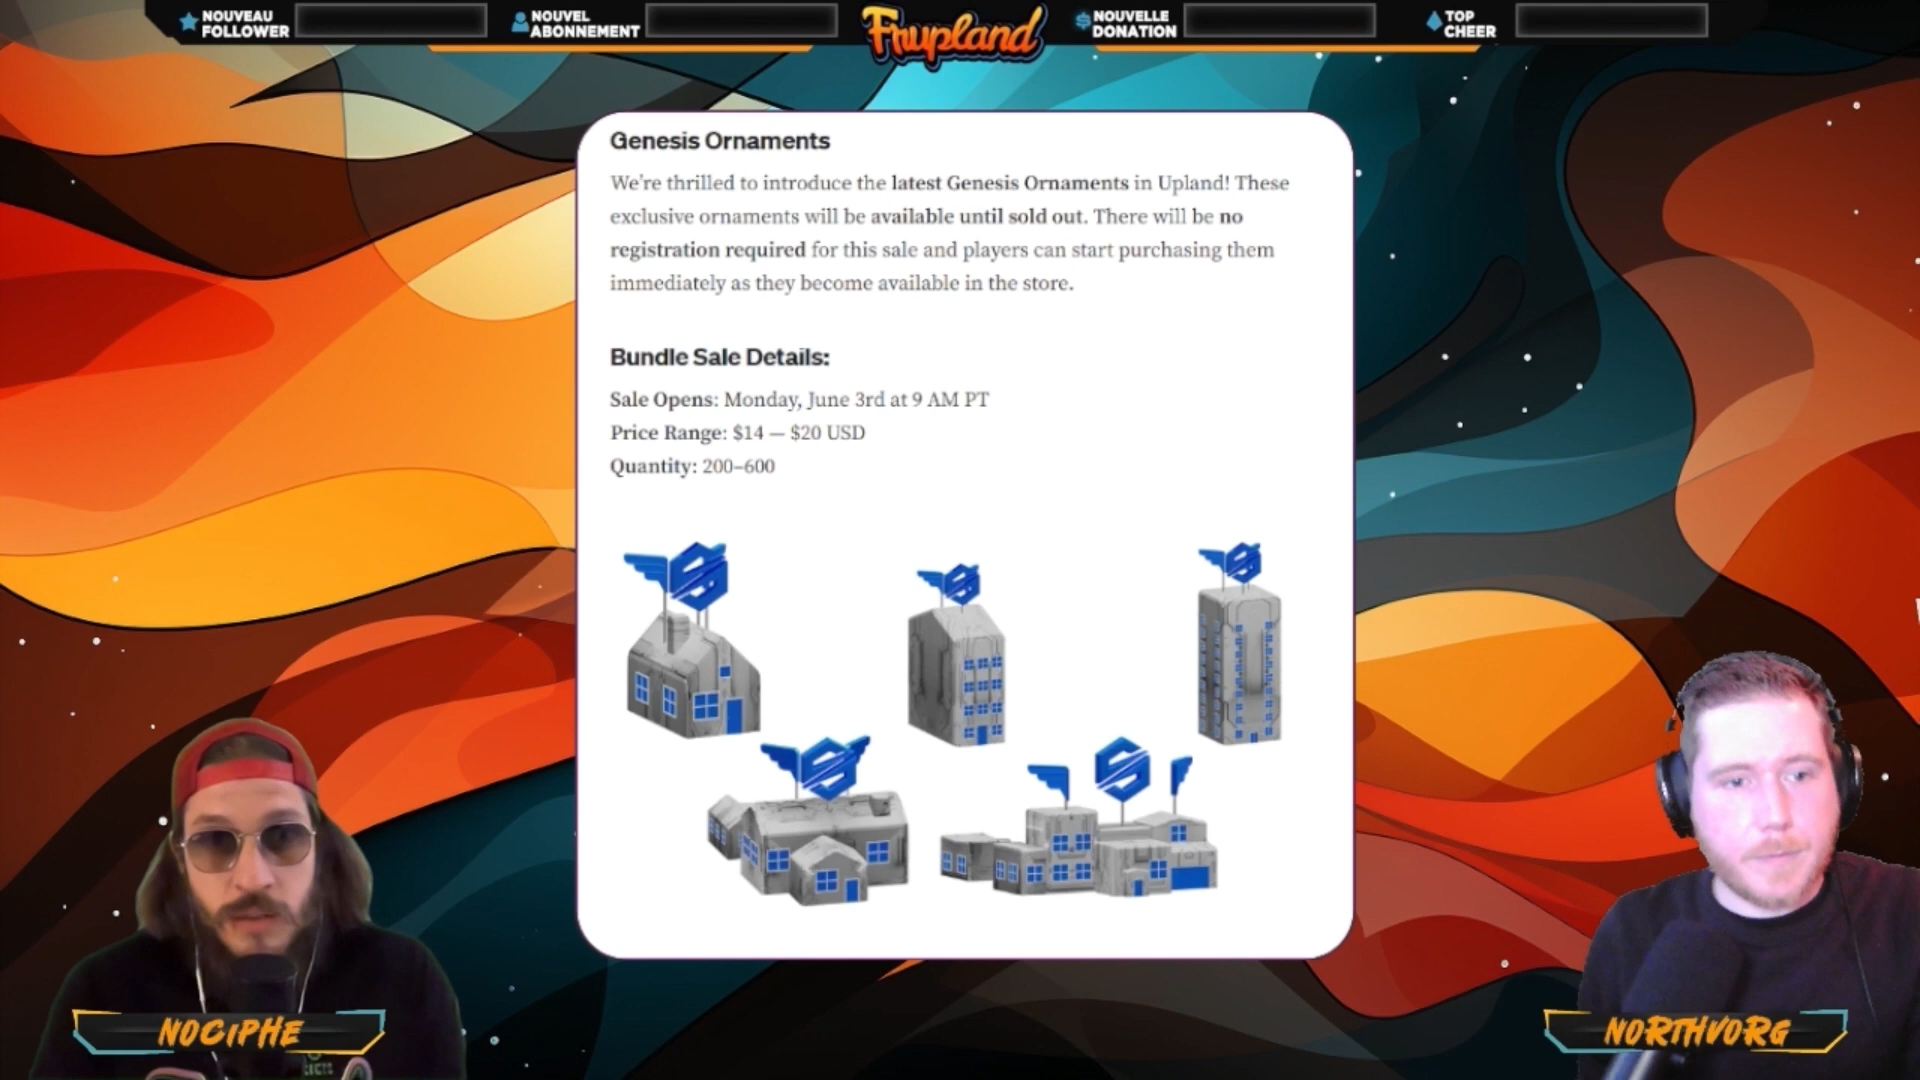 NOUVEAU
FOLLOWER
NOUVEL
ABONNEMENT
Frupland
NOUVELLE
DONATION
TOP
CHEER
Genesis Ornaments
We're thrilled to introduce the latest Genesis Ornaments in Upland! These
exclusive ornaments will be available until sold out. There will be no
registration required for this sale and players can start purchasing them
immediately as they become available in the store.
Bundle Sale Details:
Sale Opens: Monday, June 3rd at 9 AM PT
Price Range: $14 — $20 USD
Quantity: 200–600
NOCIPHE
NORTHVORG